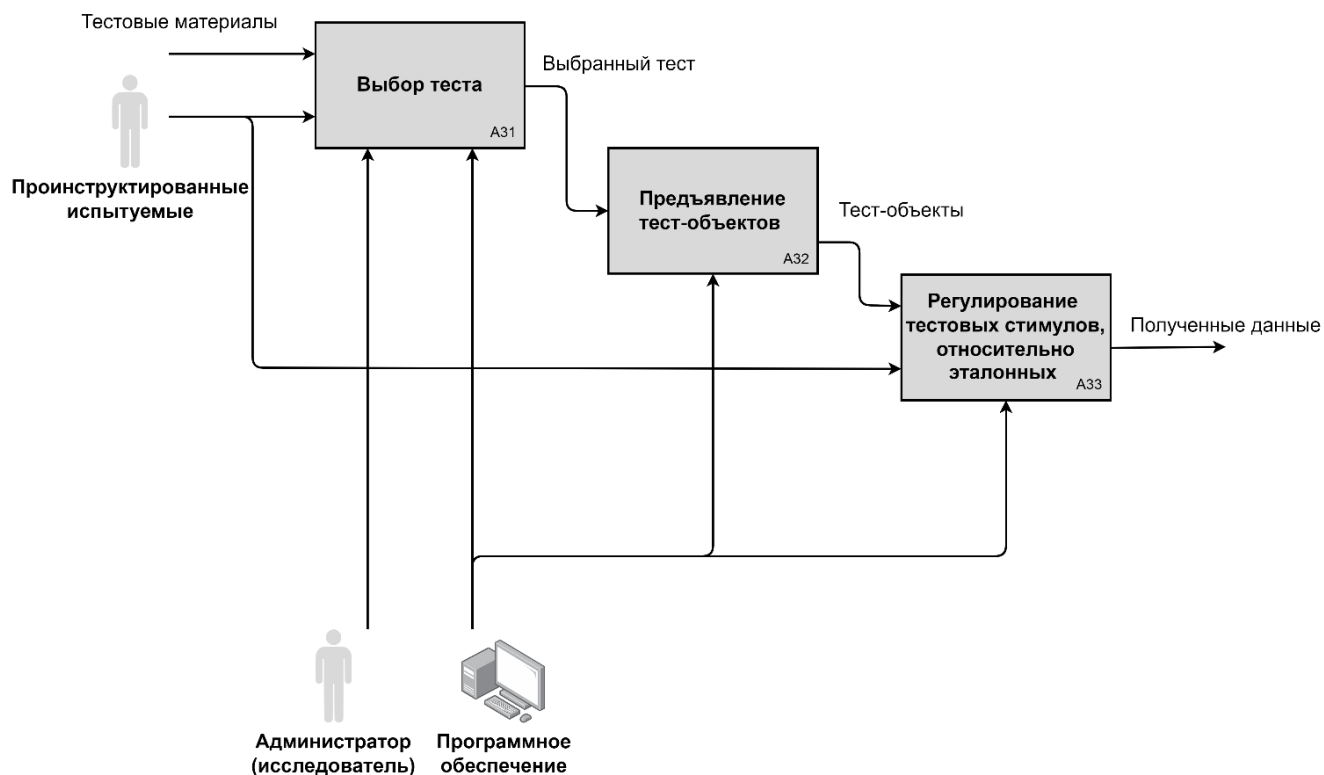 Тестовые материалы
Выбор теста
A31
Выбранный тест
Проинструктированные
испытуемые
Предъявление
тест-объектов
A32
Тест-объекты
Регулирование
тестовых стимулов,
относительно
эталонных
A33
Полученные данные
Администратор
(исследователь)
Программное
обеспечение